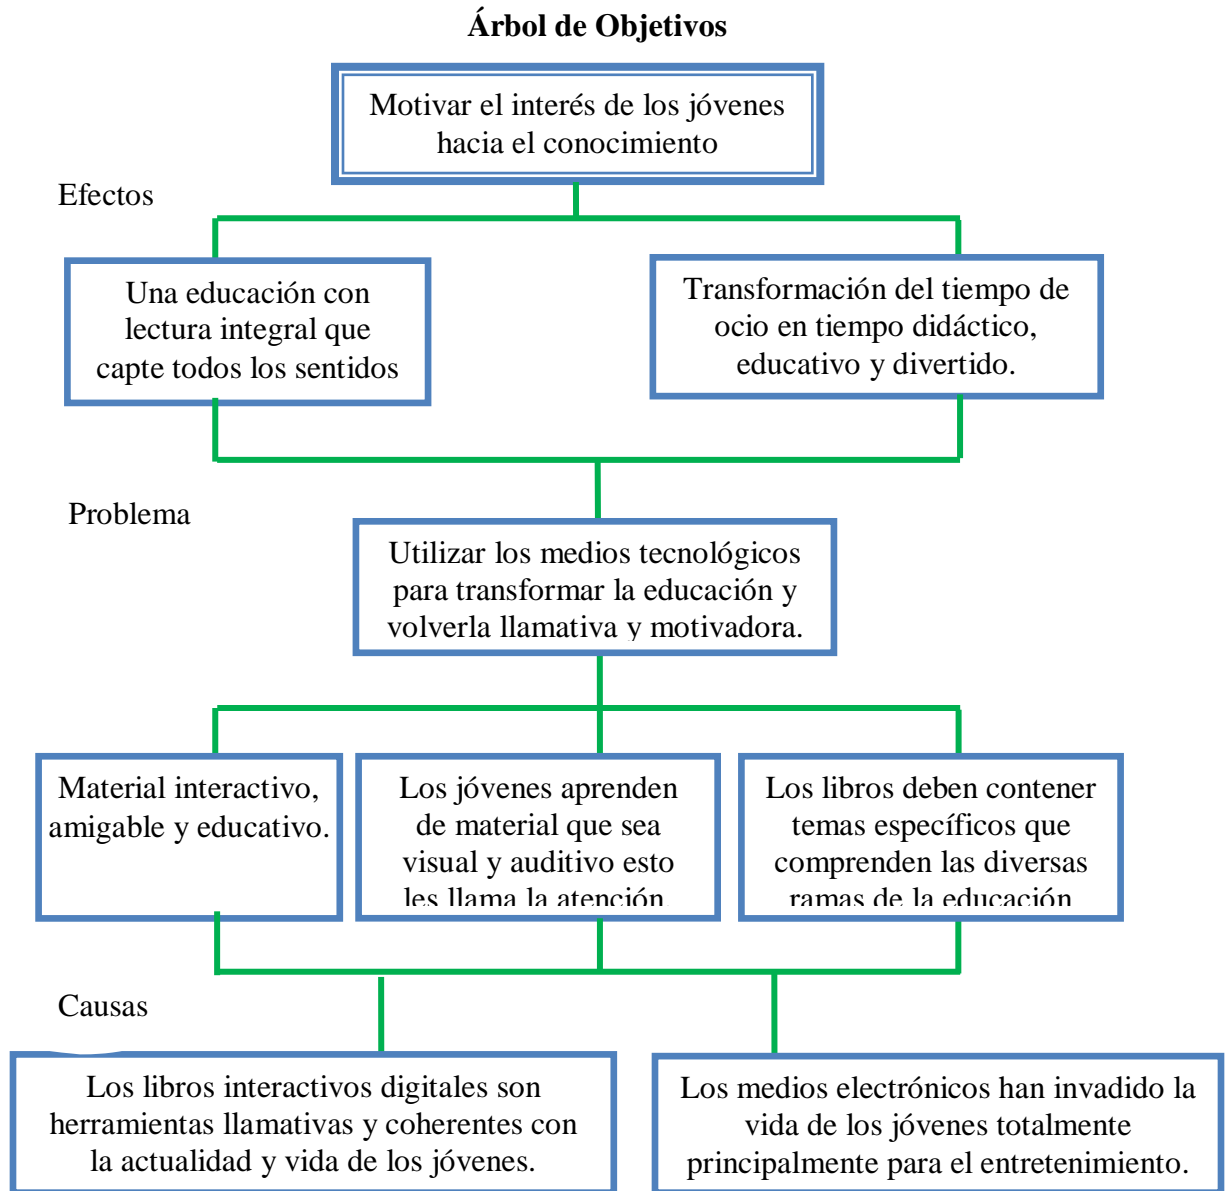 Árbol de Objetivos
Motivar el interés de los jóvenes
hacia el conocimiento
Efectos
Una educación con
lectura integral que
capte todos los sentidos
Transformación del tiempo de
ocio en tiempo didáctico,
educativo y divertido.
Problema
Utilizar los medios tecnológicos
para transformar la educación y
volverla llamativa y motivadora.
Material interactivo,
amigable y educativo.
Los jóvenes aprenden
de material que sea
visual y auditivo esto
les llama la atención
Los libros deben contener
temas específicos que
comprenden las diversas
ramas de la educación
Causas
Los libros interactivos digitales son
herramientas llamativas y coherentes con
la actualidad y vida de los jóvenes.
Los medios electrónicos han invadido la
vida de los jóvenes totalmente
principalmente para el entretenimiento.